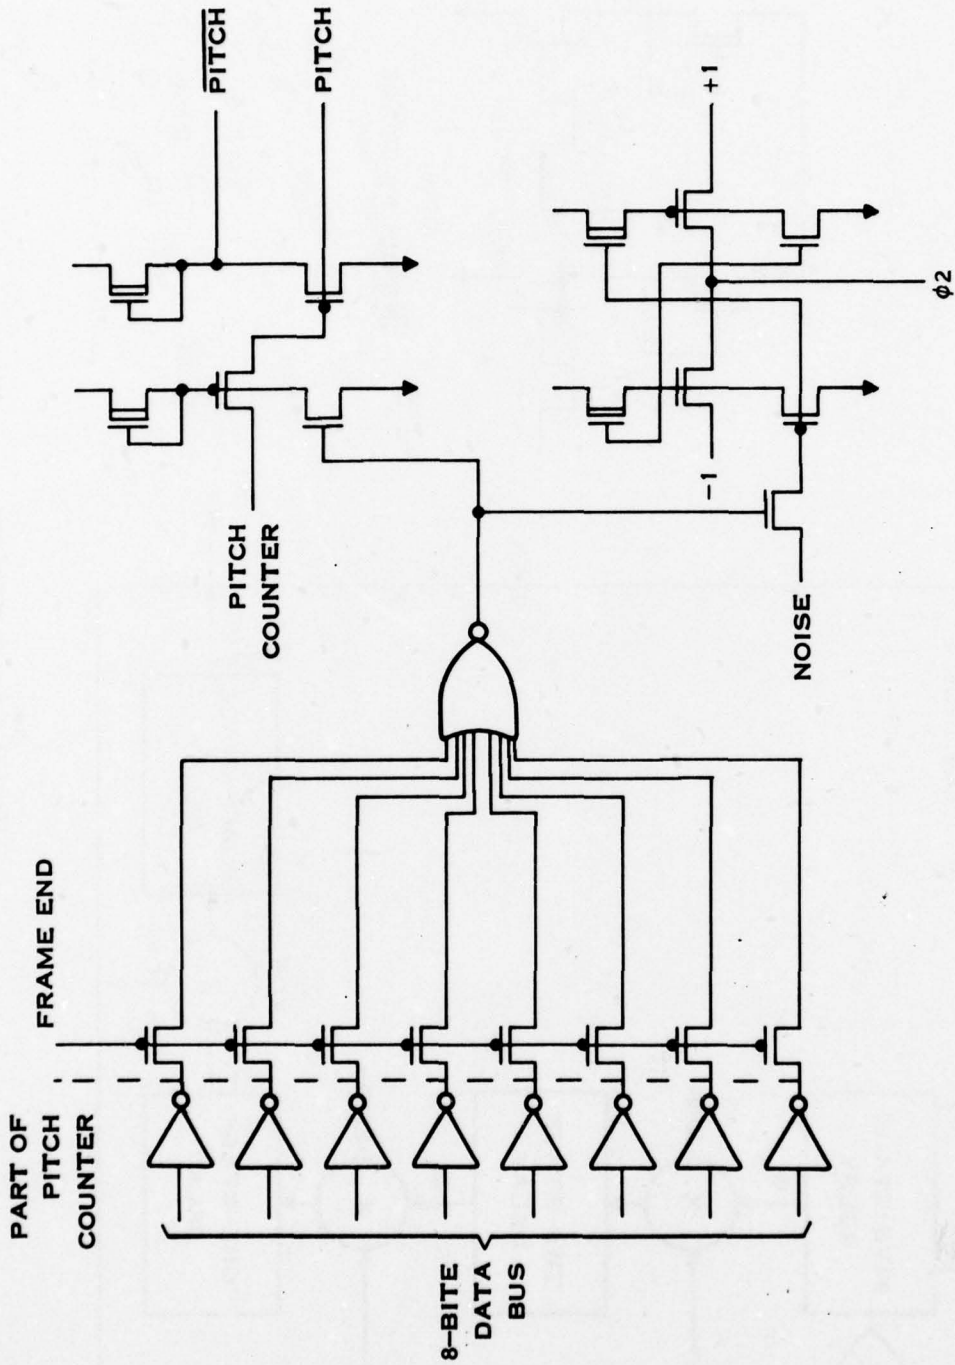 PART OF
PITCH
COUNTER
FRAME END
8–BITE
DATA
BUS
PITCH
COUNTER
PITCH
PITCH
NOISE
–1
+1
ϕ2